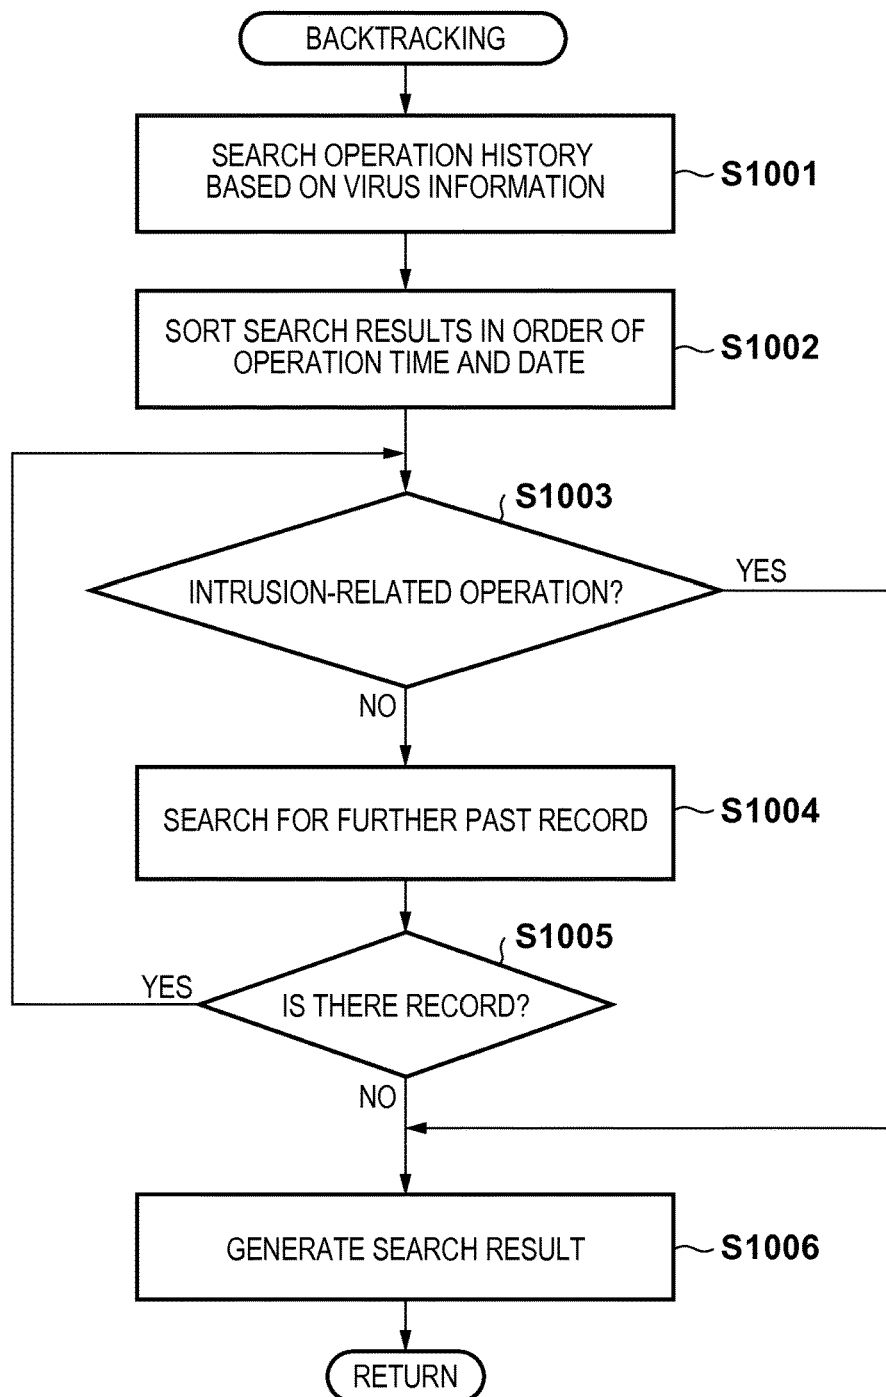 BACKTRACKING
SEARCH OPERATION HISTORY
BASED ON VIRUS INFORMATION
S1001
SORT SEARCH RESULTS IN ORDER OF
OPERATION TIME AND DATE
S1002
S1003
INTRUSION-RELATED OPERATION?
YES
NO
SEARCH FOR FURTHER PAST RECORD
S1004
S1005
IS THERE RECORD?
YES
NO
GENERATE SEARCH RESULT
S1006
RETURN